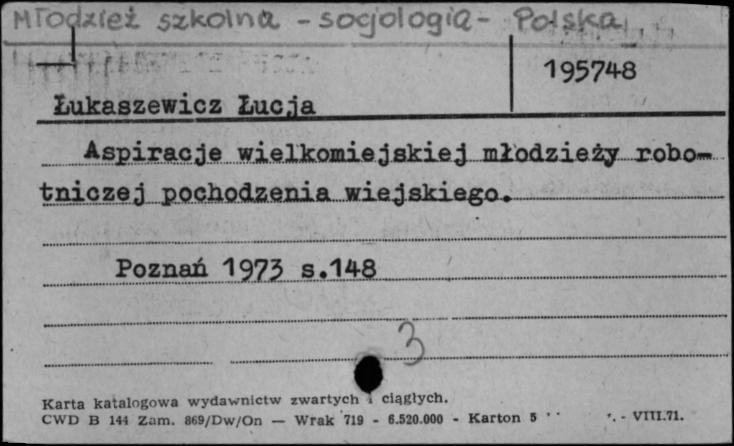 Młodzież szkolna - socjologia - Polska
195748
Łukaszewicz Łucja
Aspiracje wielkomiejskiej młodzieży robo-
tniczej pochodzenia wiejskiego.
Poznań 1973 s.148
3
Karta katalogowa wydawnictw zwartych i ciągłych.
CWD B 144 Zam. 869/Dw/On — Wrak 719 - 6.520.000 - Karton 5 - VIII.71.